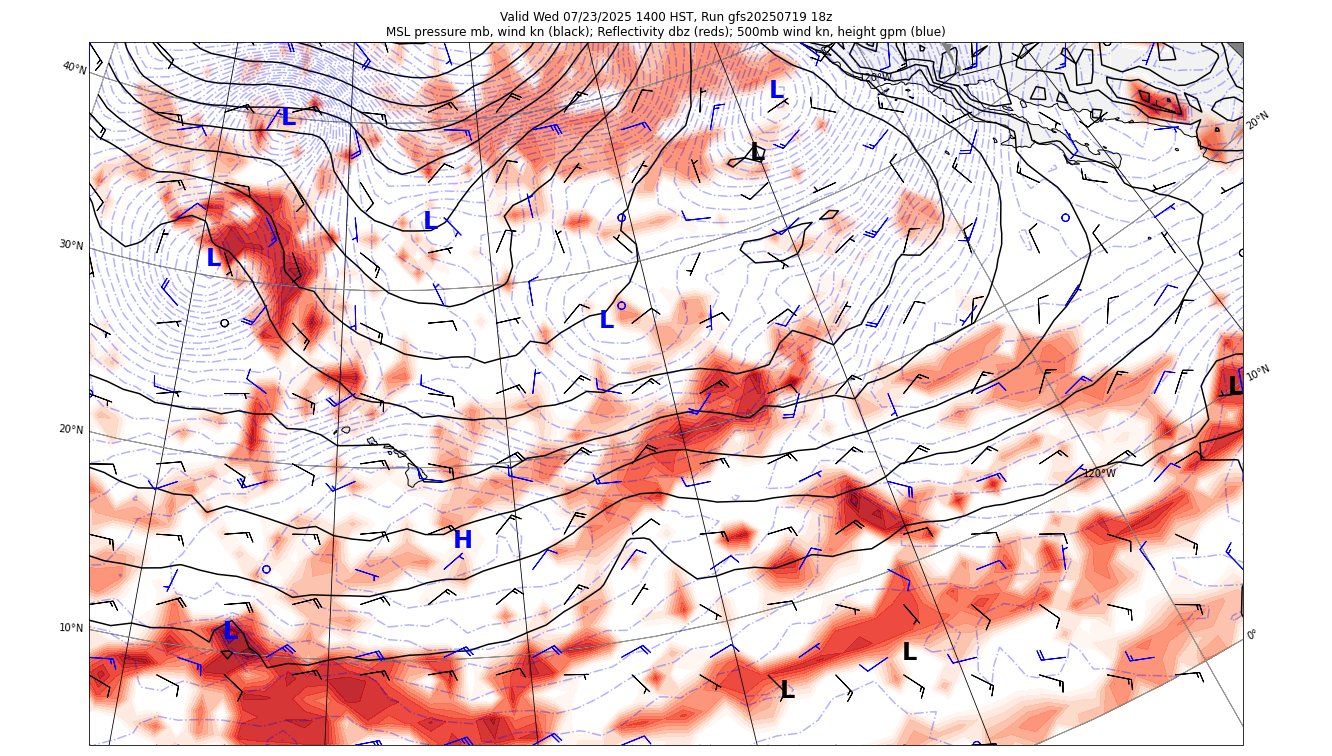 Valid Wed 07/23/2025 1400 HST, Run gfs20250719 18z
MSL pressure mb, wind kn (black); Reflectivity dbz (reds); 500mb wind kn, height gpm (blue)
40°N
120°W
L
L
20°N
L
L
30°N
L
L
L
10°N
L
20°N
120°W
H
10°N
L
0°
L
L